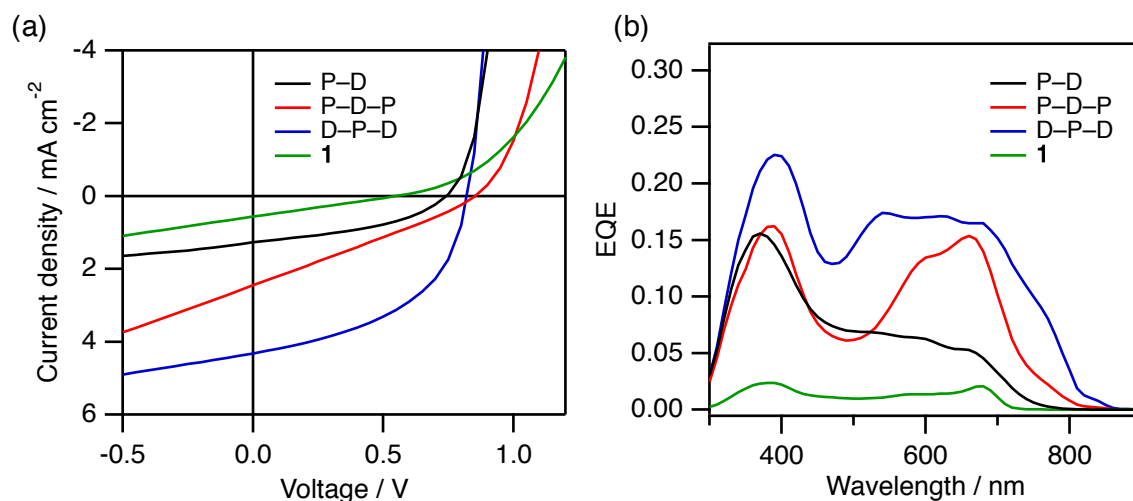 (a)
-4
-2
0
2
4
6
Current density / mA cm⁻²
-0.5
0.0
0.5
1.0
Voltage / V
P–D
P–D–P
D–P–D
1
(b)
0.30
0.25
0.20
0.15
0.10
0.05
0.00
EQE
400
600
800
Wavelength / nm
P–D
P–D–P
D–P–D
1